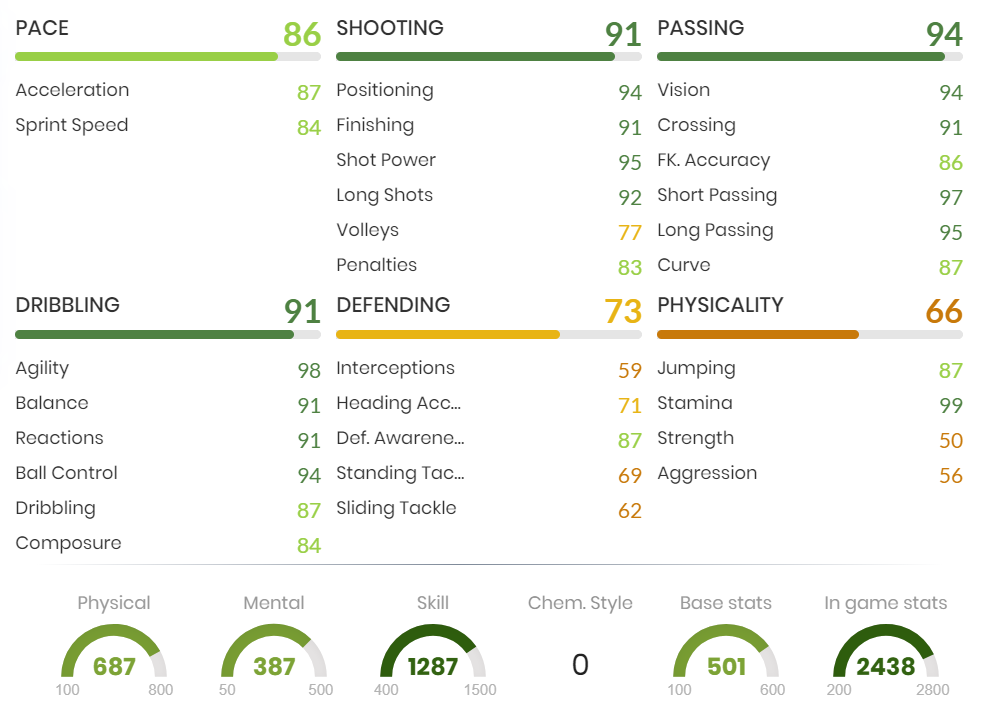 PACE 86
Acceleration 87
Sprint Speed 84
SHOOTING 91
Positioning 94
Finishing 91
Shot Power 95
Long Shots 92
Volleys 77
Penalties 83
PASSING 94
Vision 94
Crossing 91
FK. Accuracy 86
Short Passing 97
Long Passing 95
Curve 87
DRIBBLING 91
Agility 98
Balance 91
Reactions 91
Ball Control 94
Dribbling 87
Composure 84
DEFENDING 73
Interceptions 59
Heading Acc... 71
Def. Awarene... 87
Standing Tac... 69
Sliding Tackle 62
PHYSICALITY 66
Jumping 87
Stamina 99
Strength 50
Aggression 56
Physical
687
100 800
Mental
387
50 500
Skill
1287
400 1500
Chem. Style
0
Base stats
501
100 600
In game stats
2438
200 2800